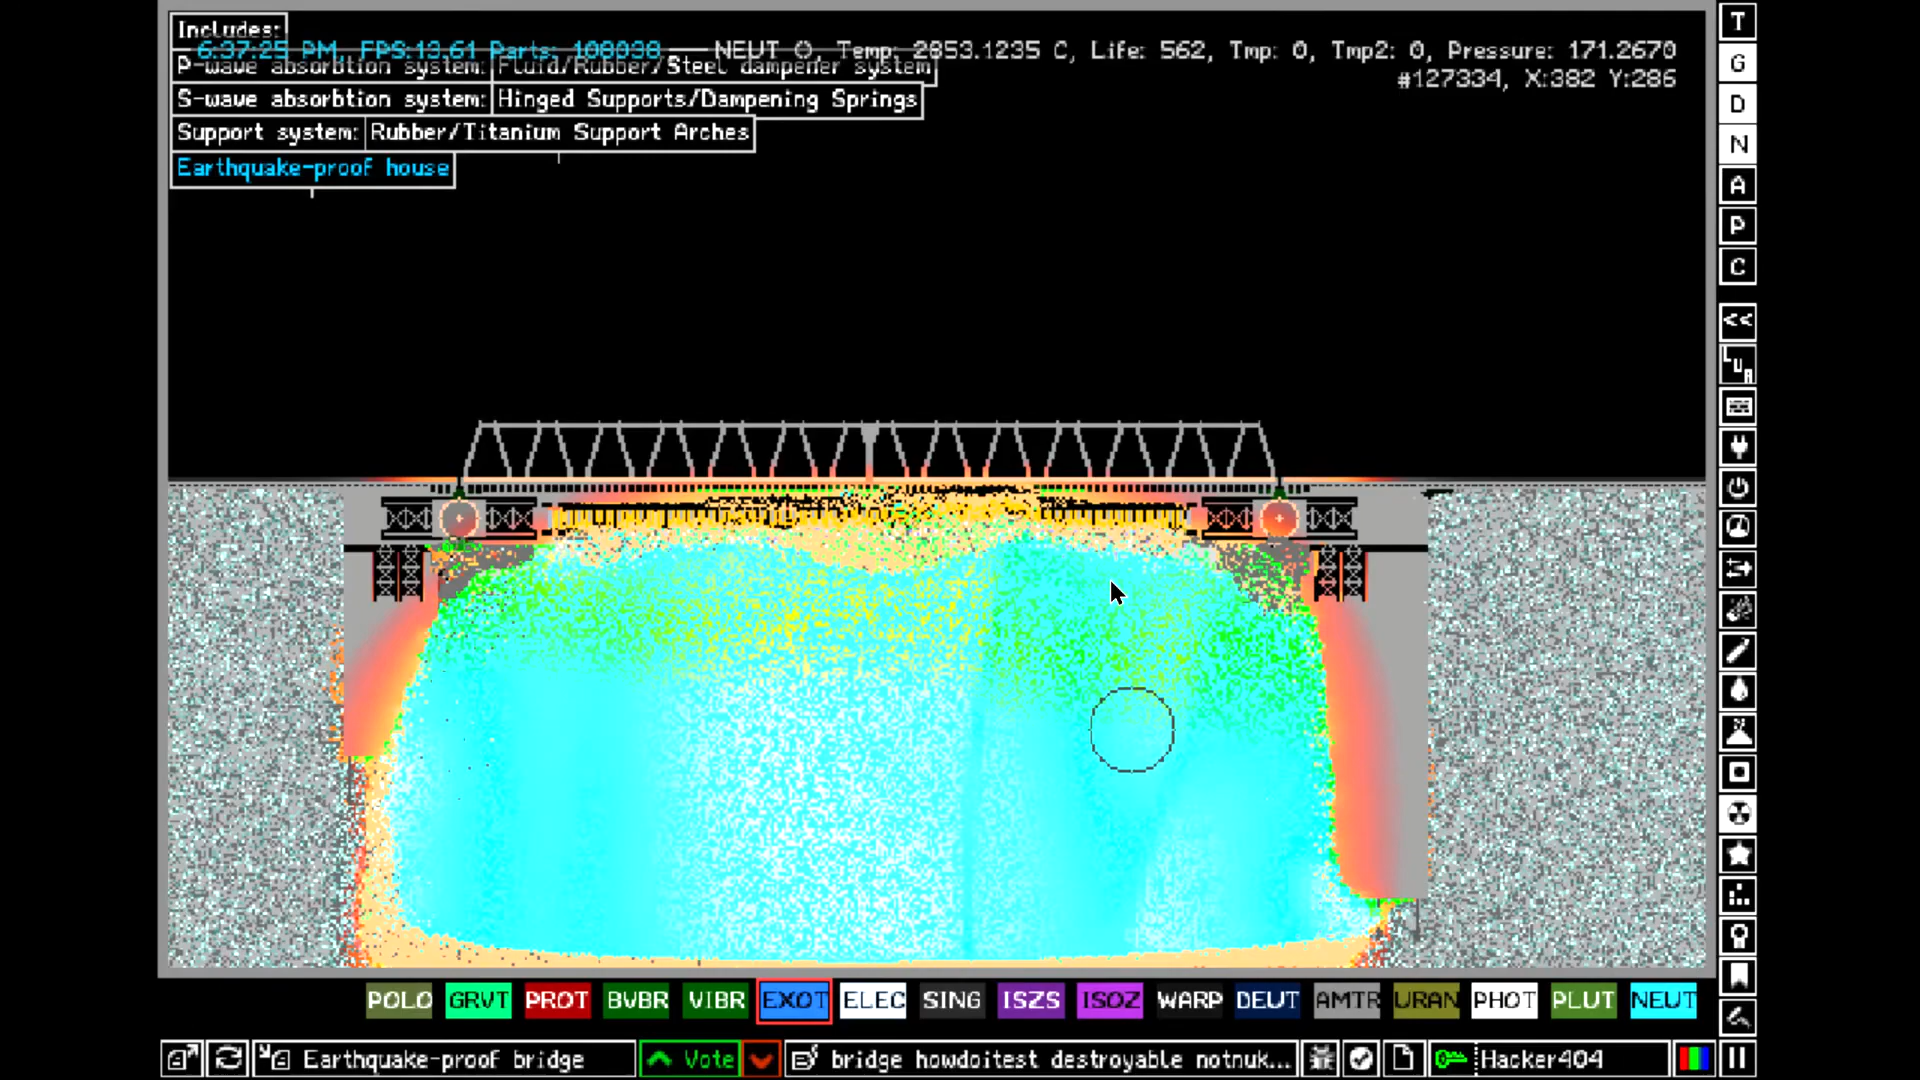 Includes:
6:37:25 PM, FPS:13.61 Parts: 108038 NEUT O, Temp: 2853.1235 C, Life: 562, Tmp: 0, Tmp2: 0, Pressure: 171.2670
#127334, X:382 Y:286
P-wave absorbtion system: Fluid/Rubber/Steel dampener system
S-wave absorbtion system: Hinged Supports/Dampening Springs
Support system: Rubber/Titanium Support Arches
Earthquake-proof house
T
G
D
N
A
P
C
<<
LUA
POLO GRVT PROT BVBR VIBR EXOT ELEC SING ISZS ISOZ WARP DEUT AMTR URAN PHOT PLUT NEUT
Earthquake-proof bridge Vote bridge howdoitest destroyable notnuk... Hacker404